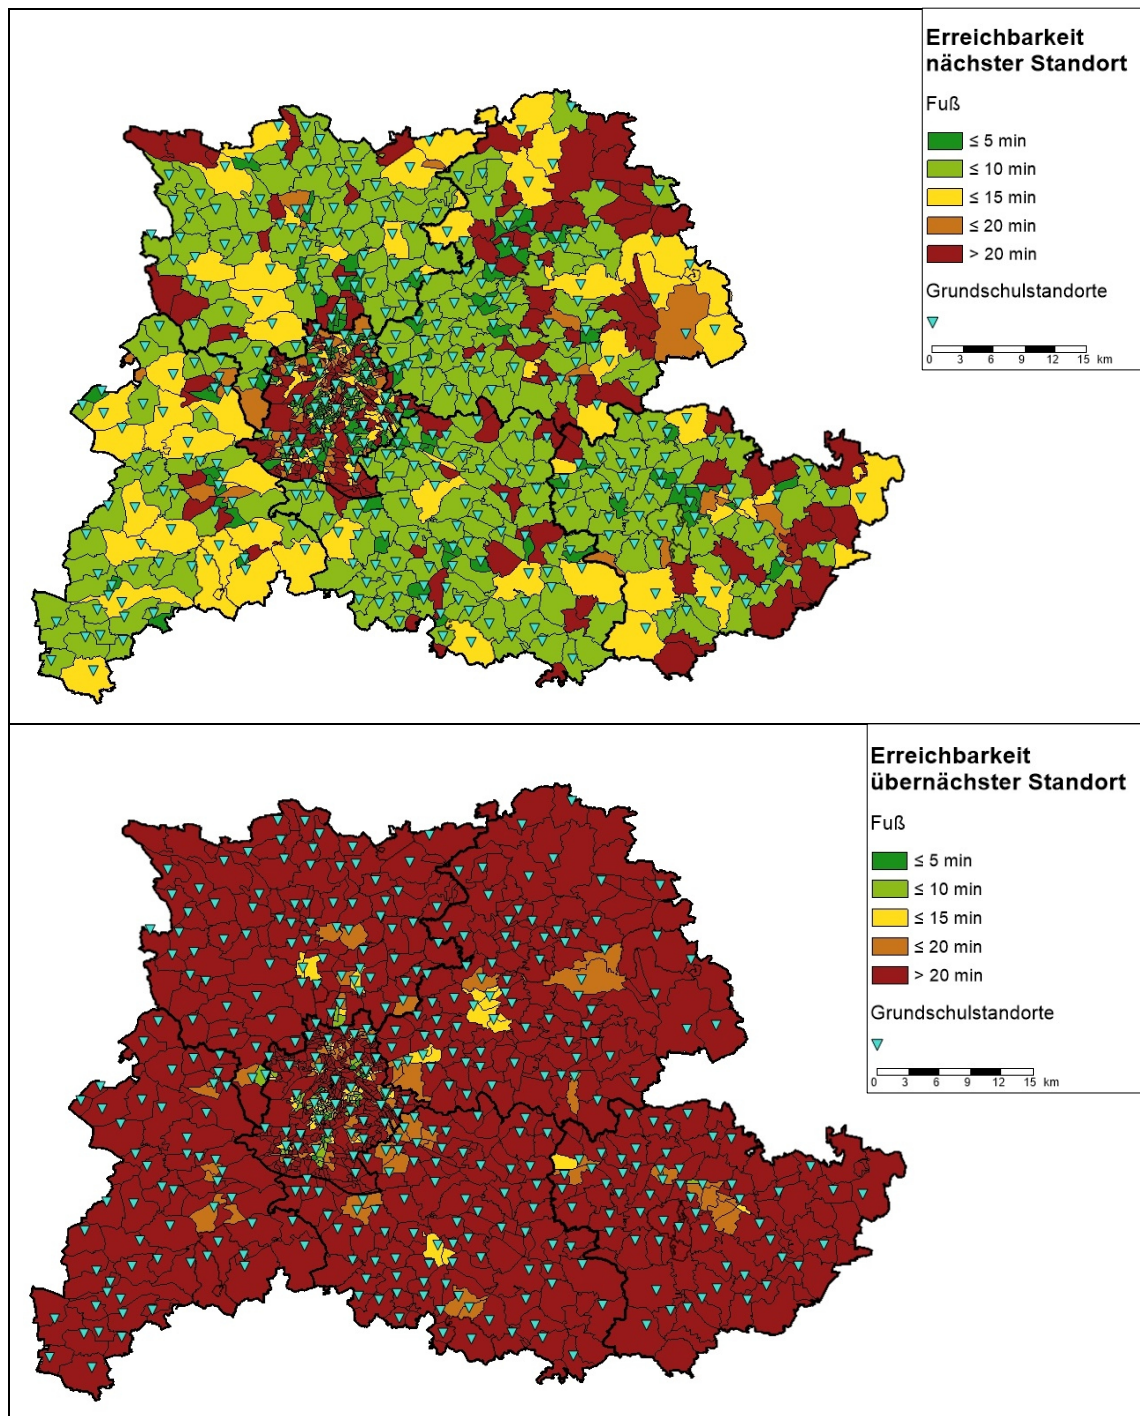 Erreichbarkeit
nächster Standort
Fuß
≤ 5 min
≤ 10 min
≤ 15 min
≤ 20 min
> 20 min
Grundschulstandorte
0 3 6 9 12 15 km
Erreichbarkeit
übernächster Standort
Fuß
≤ 5 min
≤ 10 min
≤ 15 min
≤ 20 min
> 20 min
Grundschulstandorte
0 3 6 9 12 15 km